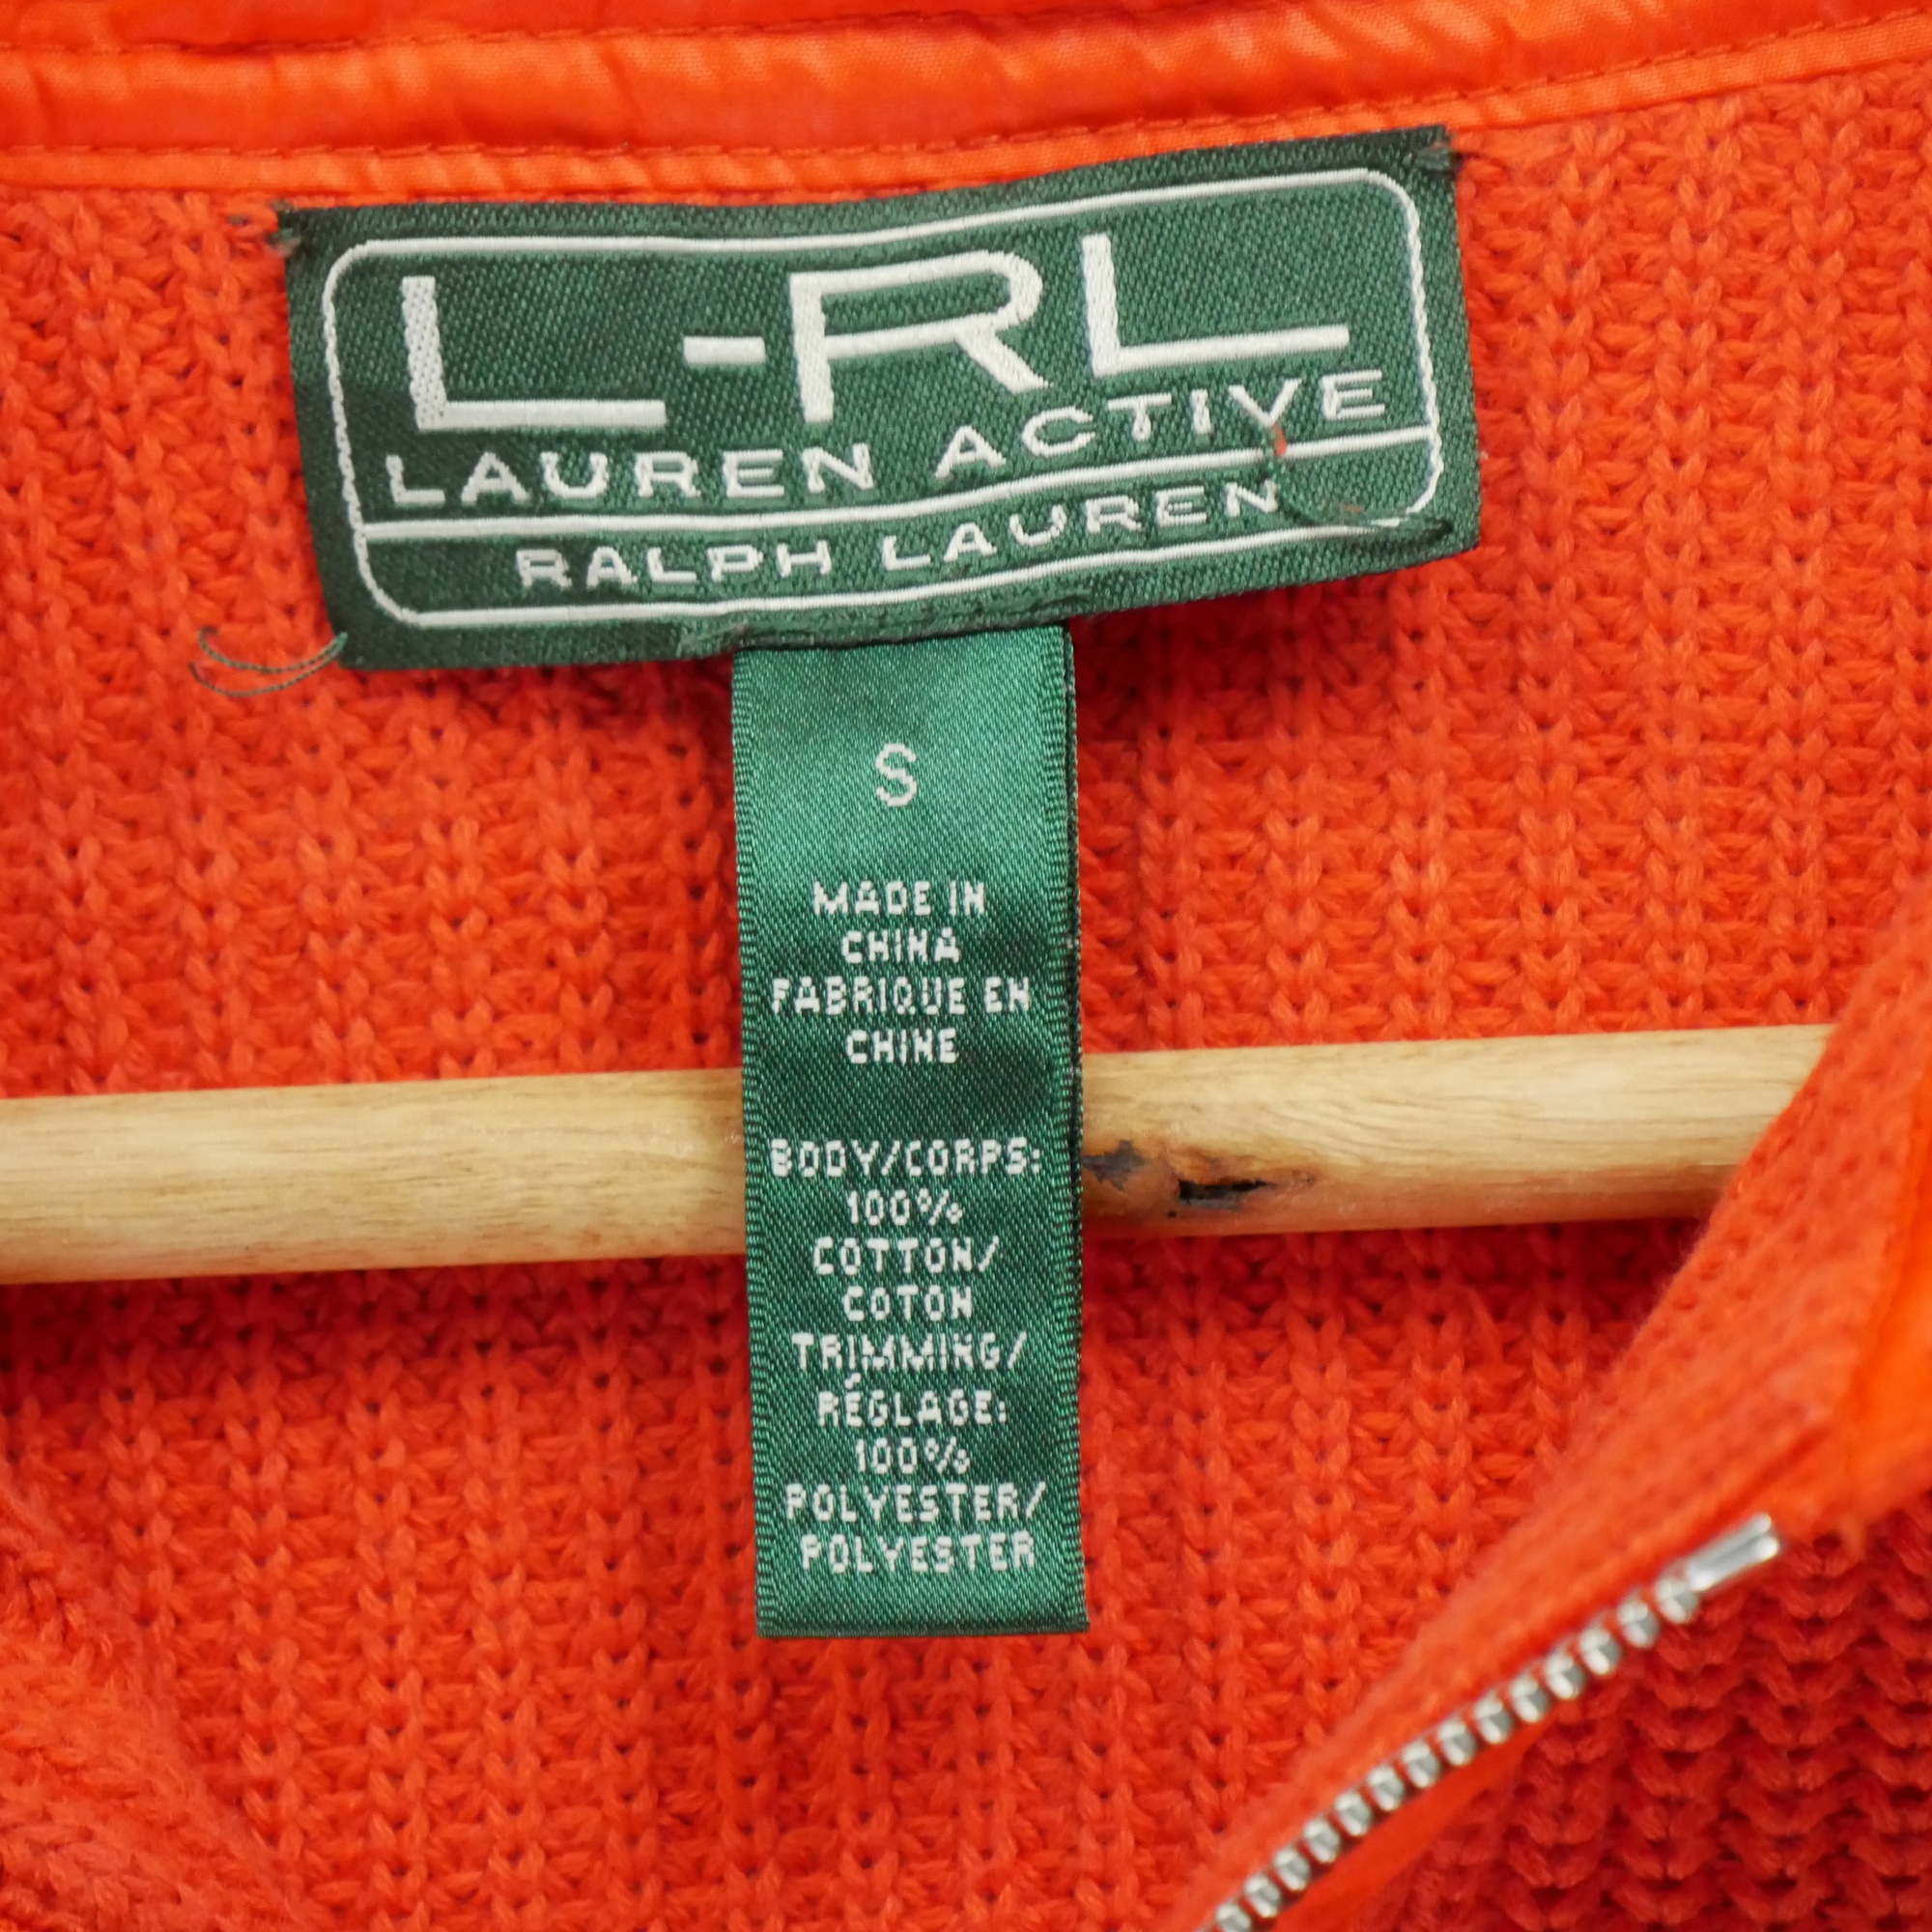 L-RL
LAUREN ACTIVE
RALPH LAUREN
S
MADE IN
CHINA
FABRIQUE EN
CHINE
BODY/CORPS:
100%
COTTON/
COTON
TRIMMING/
RÉGLAGE:
100%
POLYESTER/
POLYESTER